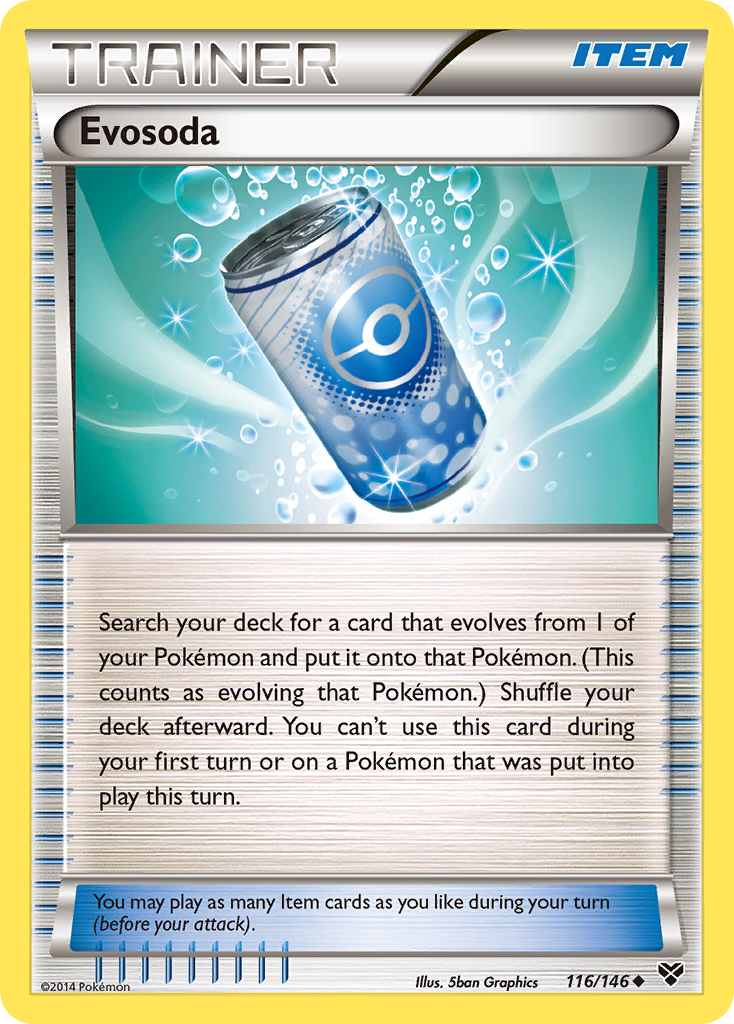 TRAINER
ITEM
Evosoda
Search your deck for a card that evolves from 1 of
your Pokémon and put it onto that Pokémon. (This
counts as evolving that Pokémon.) Shuffle your
deck afterward. You can't use this card during
your first turn or on a Pokémon that was put into
play this turn.
You may play as many Item cards as you like during your turn
(before your attack).
©2014 Pokémon
Illus. 5ban Graphics
116/146
XY